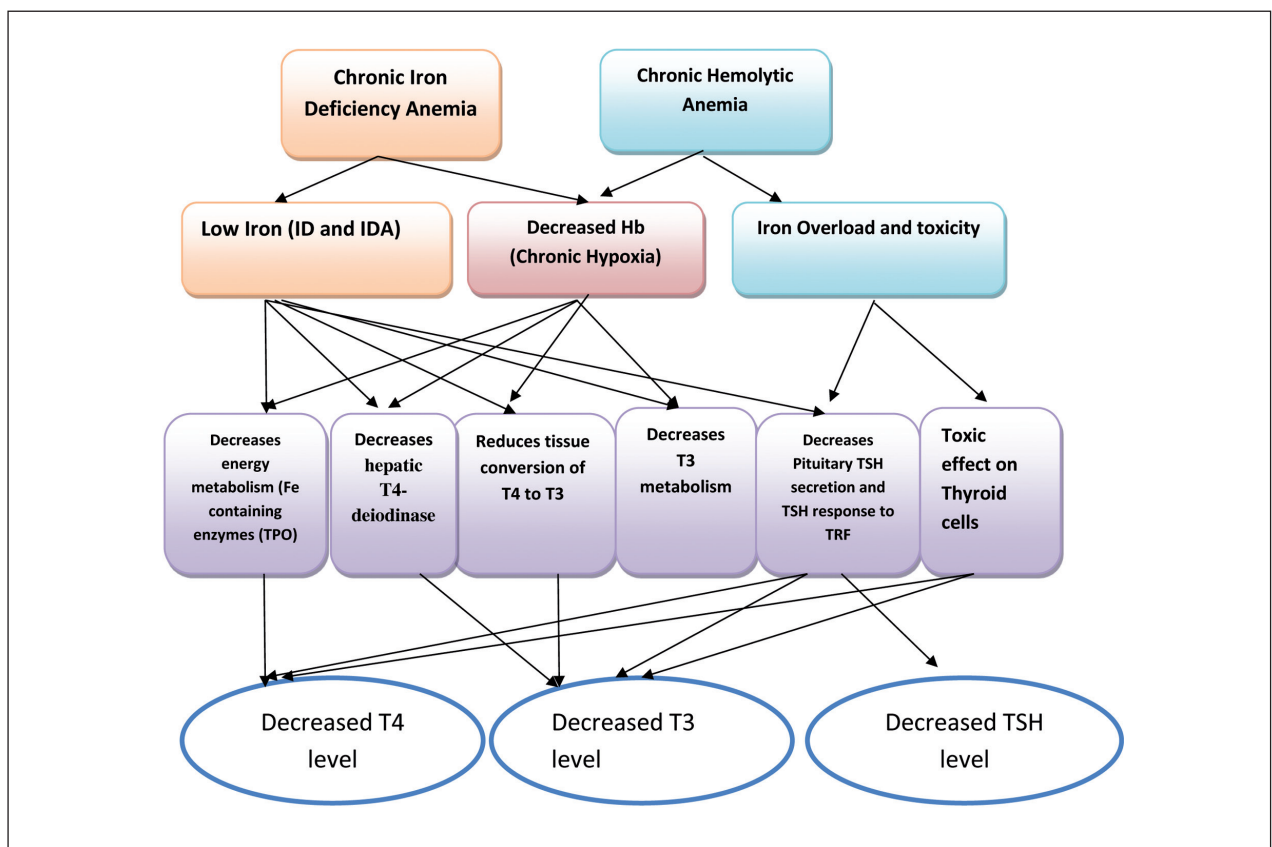 Chronic Iron
Deficiency Anemia
Chronic Hemolytic
Anemia
Low Iron (ID and IDA)
Decreased Hb
(Chronic Hypoxia)
Iron Overload and toxicity
Decreases
energy
metabolism (Fe
containing
enzymes (TPO)
Decreases
hepatic
T4-
deiodinase
Reduces tissue
conversion of
T4 to T3
Decreases
T3
metabolism
Decreases
Pituitary TSH
secretion and
TSH response to
TRF
Toxic
effect on
Thyroid
cells
Decreased T4
level
Decreased T3
level
Decreased TSH
level